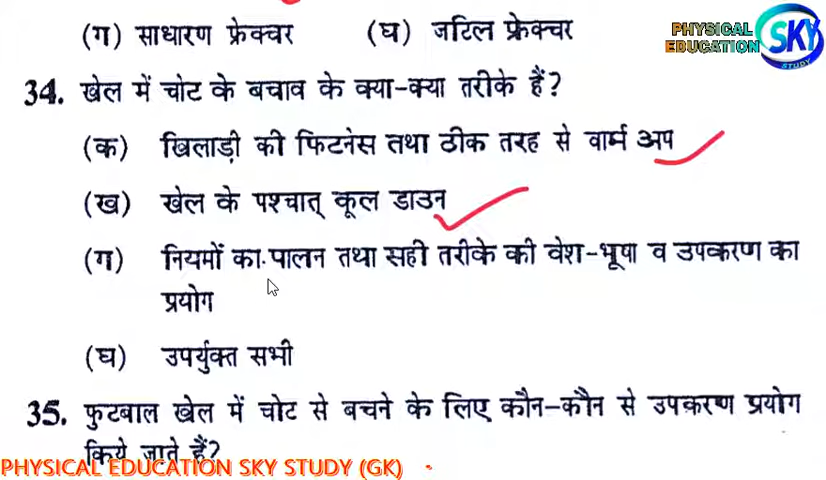 (ग) साधारण फ्रेक्चर (घ) जटिल फ्रेक्चर
PHYSICAL EDUCATION SKY STUDY
34. खेल में चोट के बचाव के क्या-क्या तरीके हैं?
(क) खिलाड़ी की फिटनेस तथा ठीक तरह से वार्म अप
(ख) खेल के पश्चात् कूल डाउन
(ग) नियमों का पालन तथा सही तरीके की वेश-भूषा व उपकरण का
प्रयोग
(घ) उपर्युक्त सभी
35. फुटबाल खेल में चोट से बचने के लिए कौन-कौन से उपकरण प्रयोग
किये जाते हैं?
PHYSICAL EDUCATION SKY STUDY (GK)